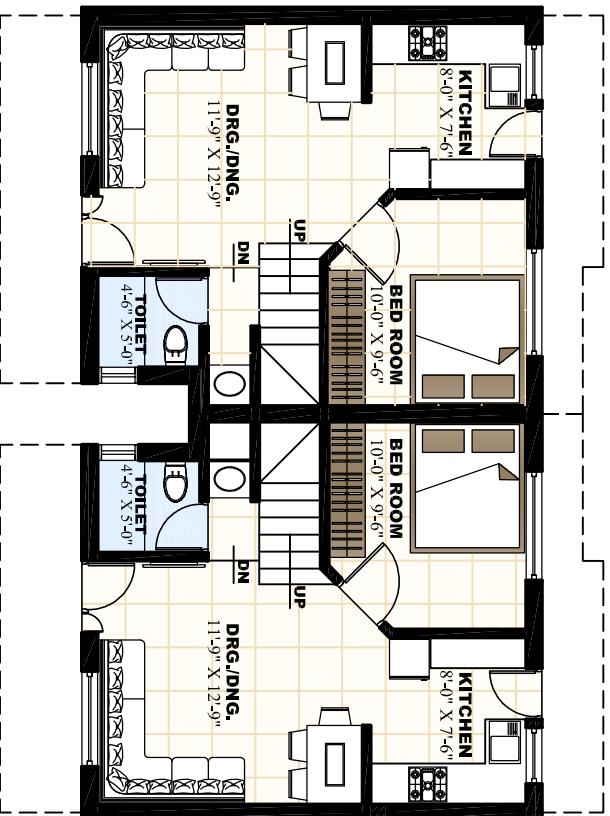 DRG./DNG.
11'-9" X 12'-9"
KITCHEN
8'-0" X 7'-6"
UP
DN
BED ROOM
10'-0" X 9'-6"
TOILET
4'-6" X 5'-0"
BED ROOM
10'-0" X 9'-6"
TOILET
4'-6" X 5'-0"
DN
UP
DRG./DNG.
11'-9" X 12'-9"
KITCHEN
8'-0" X 7'-6"